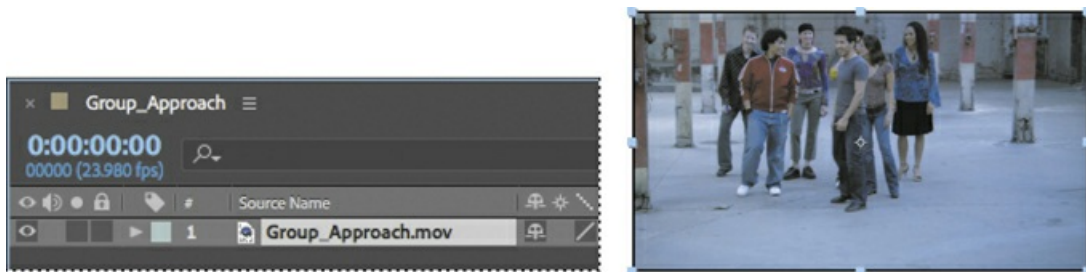 × Group_Approach ≡
0:00:00:00
00000 (23.980 fps)
# Source Name
1 Group_Approach.mov